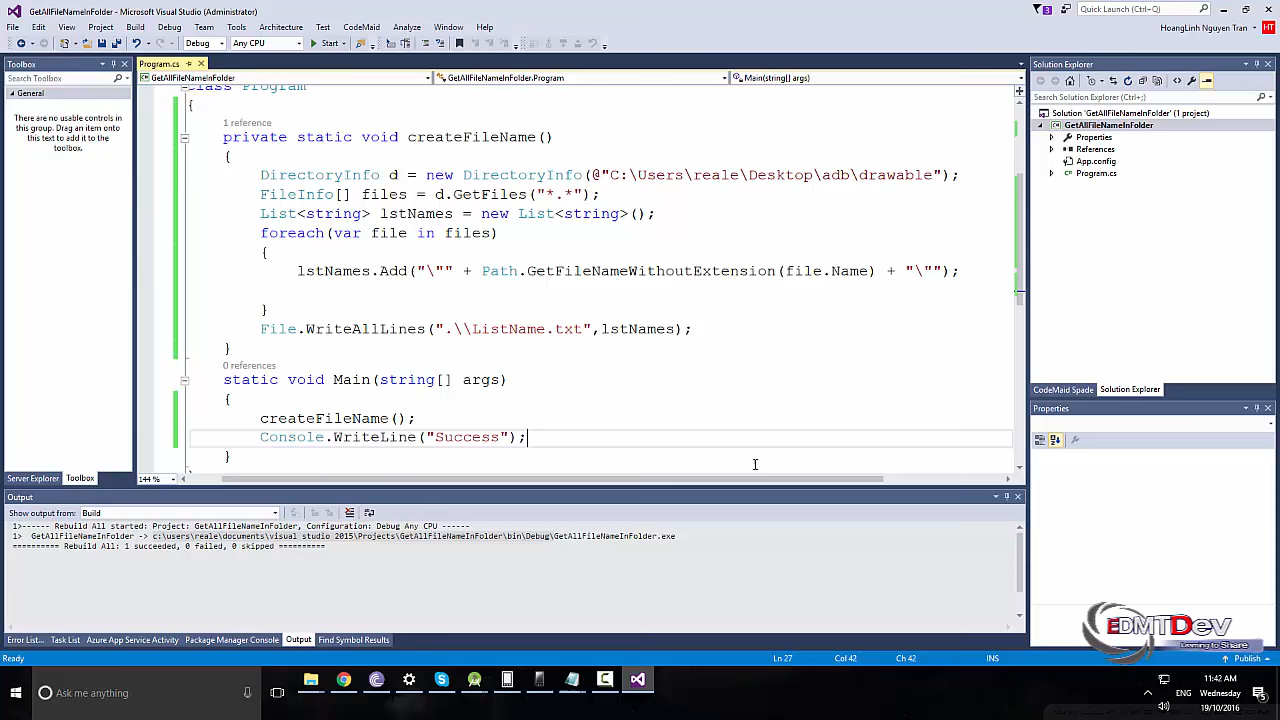 GetAllFileNameInFolder - Microsoft Visual Studio (Administrator)
3
Quick Launch (Ctrl+Q)
File Edit View Project Build Debug Team Tools Architecture Test CodeMaid Analyze Window Help
HoangLinh Nguyen Tran HT
Debug Any CPU Start
Toolbox
Search Toolbox
General
There are no usable controls in
this group. Drag an item onto
this text to add it to the
toolbox.
Server Explorer Toolbox
Program.cs
GetAllFileNameInFolder GetAllFileNameInFolder.Program Main(string[] args)
class Program
{
1 reference
private static void createFileName()
{
DirectoryInfo d = new DirectoryInfo(@"C:\Users\reale\Desktop\adb\drawable");
FileInfo[] files = d.GetFiles("*.*");
List<string> lstNames = new List<string>();
foreach(var file in files)
{
lstNames.Add("\"" + Path.GetFileNameWithoutExtension(file.Name) + "\"");
}
File.WriteAllLines(".\\ListName.txt",lstNames);
}
0 references
static void Main(string[] args)
{
createFileName();
Console.WriteLine("Success");
}
144 %
Solution Explorer
Search Solution Explorer (Ctrl+;)
Solution 'GetAllFileNameInFolder' (1 project)
GetAllFileNameInFolder
Properties
References
App.config
Program.cs
CodeMaid Spade Solution Explorer
Properties
Output
Show output from: Build
1>------ Rebuild All started: Project: GetAllFileNameInFolder, Configuration: Debug Any CPU ------
1> GetAllFileNameInFolder -> c:\users\reale\documents\visual studio 2015\Projects\GetAllFileNameInFolder\bin\Debug\GetAllFileNameInFolder.exe
========== Rebuild All: 1 succeeded, 0 failed, 0 skipped ==========
Error List... Task List Azure App Service Activity Package Manager Console Output Find Symbol Results
EDMTDev
Learning to Share
Ready Ln 27 Col 42 Ch 42 INS Publish
Ask me anything
ENG
11:42 AM
Wednesday
19/10/2016
5